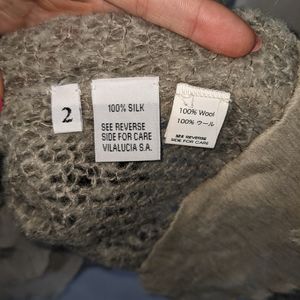 2
100% SILK
SEE REVERSE
SIDE FOR CARE
VILALUCIA S.A.
100% Wool
100% ウール
SEE REVERSE
SIDE FOR CARE